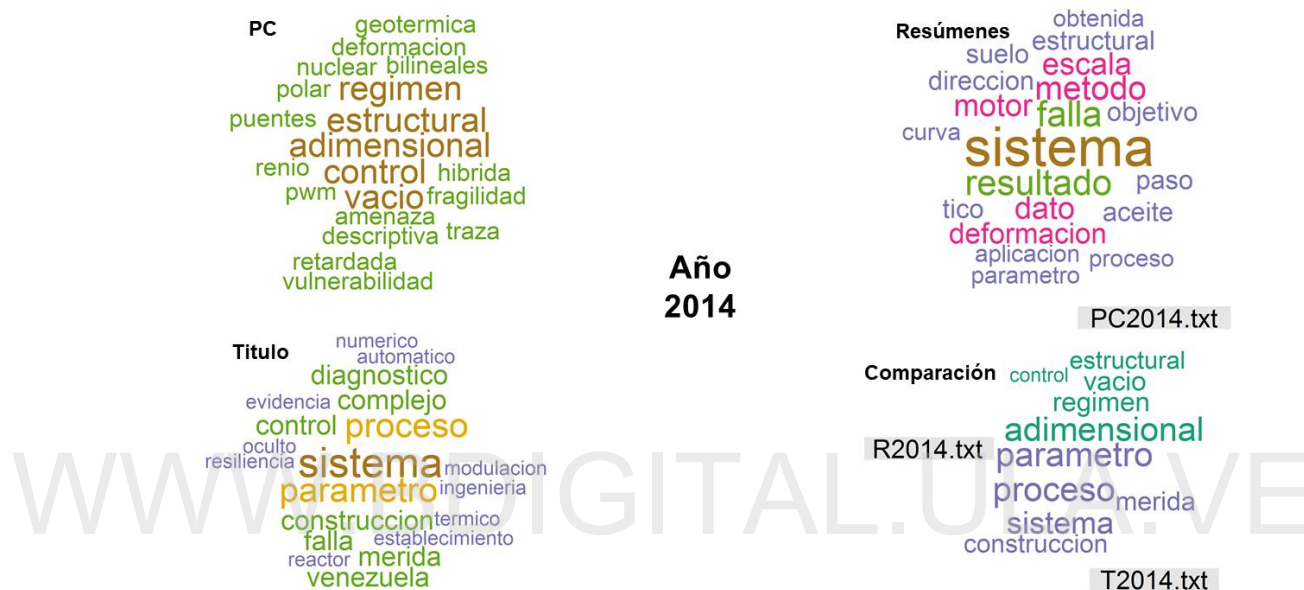 PC
geotermica
deformacion
nuclear bilineales
polar regimen
puentes estructural
adimensional
renio control hibrida
pwm vacio fragilidad
amenaza
descriptiva traza
retardada
vulnerabilidad
Resúmenes
obtenida
suelo estructural
escala
direccion metodo
motor falla objetivo
curva sistema
resultado paso
tico dato aceite
deformacion
aplicacion proceso
parametro
Año
2014
PC2014.txt
Titulo
numerico
automatico
diagnostico
evidencia complejo
control proceso
oculto
resiliencia sistema modulacion
parametro ingenieria
construccion termico
falla establecimiento
reactor merida
venezuela
Comparación
estructural
control vacio
regimen
adimensional
R2014.txt parametro
proceso merida
sistema
construccion
T2014.txt
WWW.BDIGITAL.ULA.VE